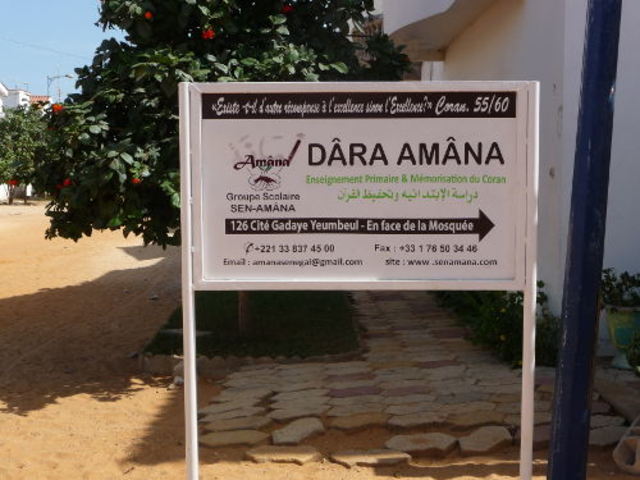 «Existe -t-il d'autre récompense à l'excellence sinon l'Excellence?» Coran. 55/60
Amâna
Groupe Scolaire
SEN-AMÂNA
DÂRA AMÂNA
Enseignement Primaire & Mémorisation du Coran
دراسة الإبتدائية وتحفيظ القرآن
126 Cité Gadaye Yeumbeul - En face de la Mosquée
✆+221 33 837 45 00 Fax : +33 1 76 50 34 46
Email : amanasenegal@gmail.com site : www.senamana.com